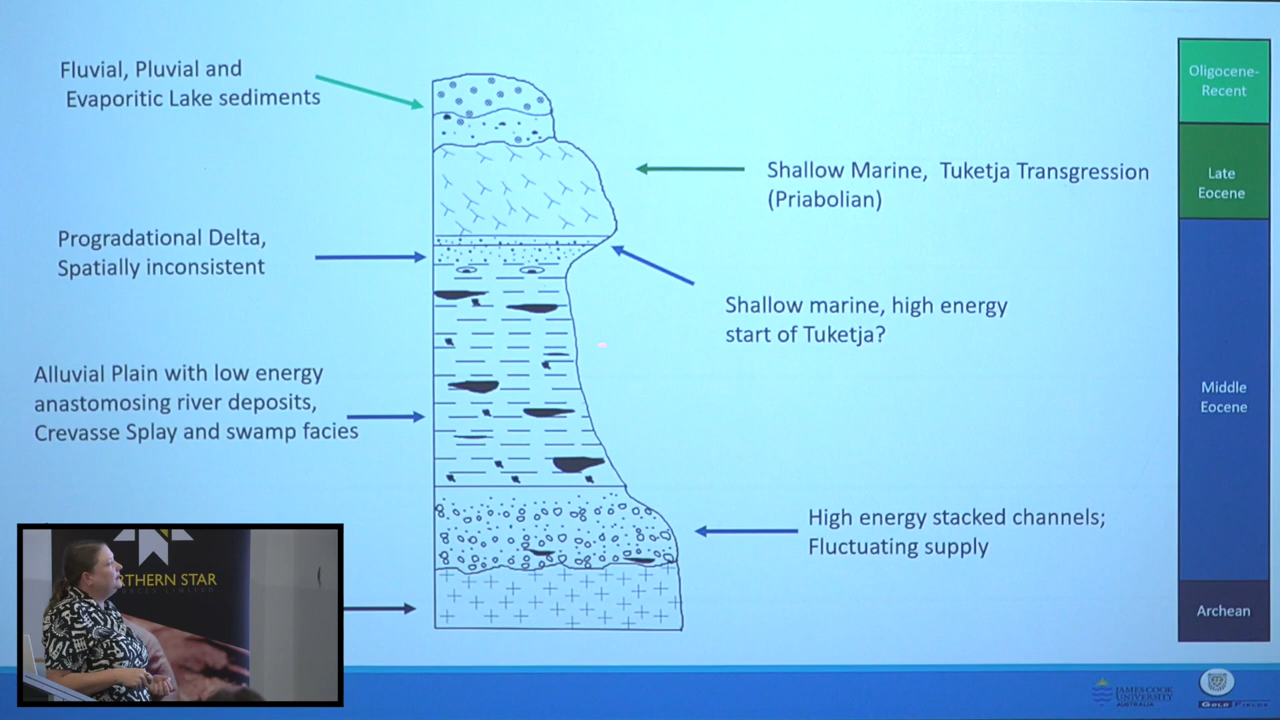 Fluvial, Pluvial and
Evaporitic Lake sediments
Shallow Marine, Tuketja Transgression
(Priabolian)
Progradational Delta,
Spatially inconsistent
Shallow marine, high energy
start of Tuketja?
Alluvial Plain with low energy
anastomosing river deposits,
Crevasse Splay and swamp facies
High energy stacked channels;
Fluctuating supply
Oligocene-
Recent
Late
Eocene
Middle
Eocene
Archean
RTHERN STAR
JAMES COOK
UNIVERSITY
AUSTRALIA
GOLD FIELDS